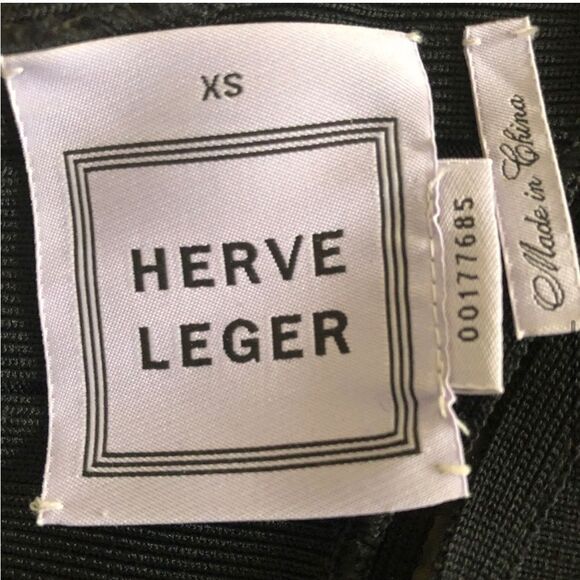 XS
HERVE
LEGER
00177685
Made in China